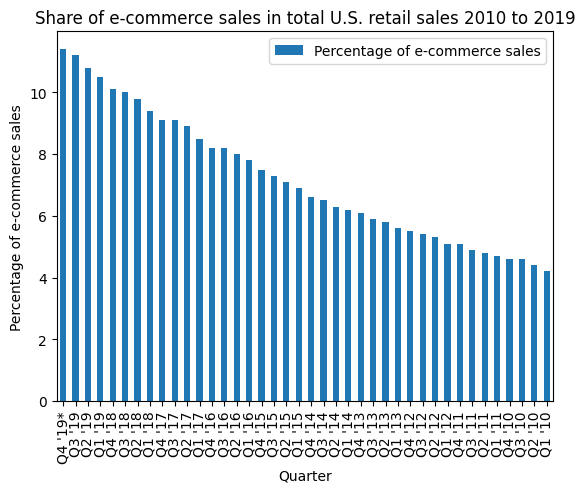 Share of e-commerce sales in total U.S. retail sales 2010 to 2019
Percentage of e-commerce sales
Percentage of e-commerce sales
10
8
6
4
2
0
Q4 '19*
Q3 '19
Q2 '19
Q1 '19
Q4 '18
Q3 '18
Q2 '18
Q1 '18
Q4 '17
Q3 '17
Q2 '17
Q1 '17
Q4 '16
Q3 '16
Q2 '16
Q1 '16
Q4 '15
Q3 '15
Q2 '15
Q1 '15
Q4 '14
Q3 '14
Q2 '14
Q1 '14
Q4 '13
Q3 '13
Q2 '13
Q1 '13
Q4 '12
Q3 '12
Q2 '12
Q1 '12
Q4 '11
Q3 '11
Q2 '11
Q1 '11
Q4 '10
Q3 '10
Q2 '10
Q1 '10
Quarter